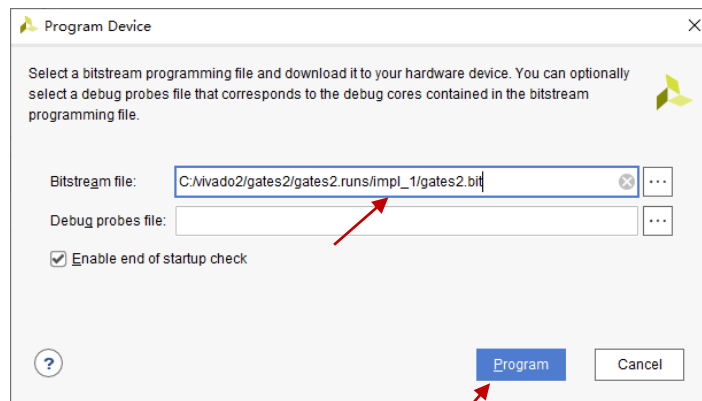 Program Device
Select a bitstream programming file and download it to your hardware device. You can optionally
select a debug probes file that corresponds to the debug cores contained in the bitstream
programming file.
Bitstream file: C:/vivado2/gates2/gates2.runs/impl_1/gates2.bit ...
Debug probes file: ...
Enable end of startup check
? Program Cancel